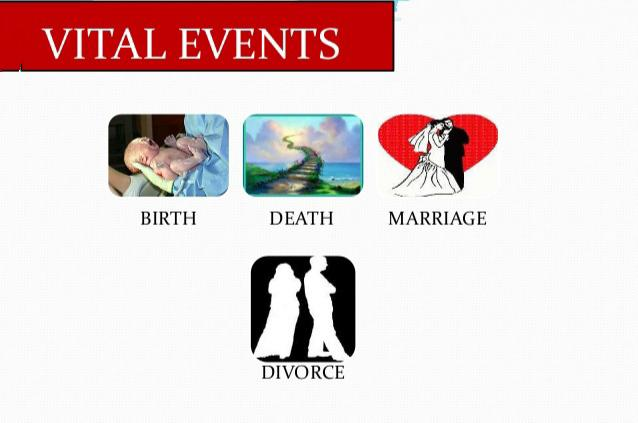 VITAL EVENTS
BIRTH
DEATH
MARRIAGE
DIVORCE